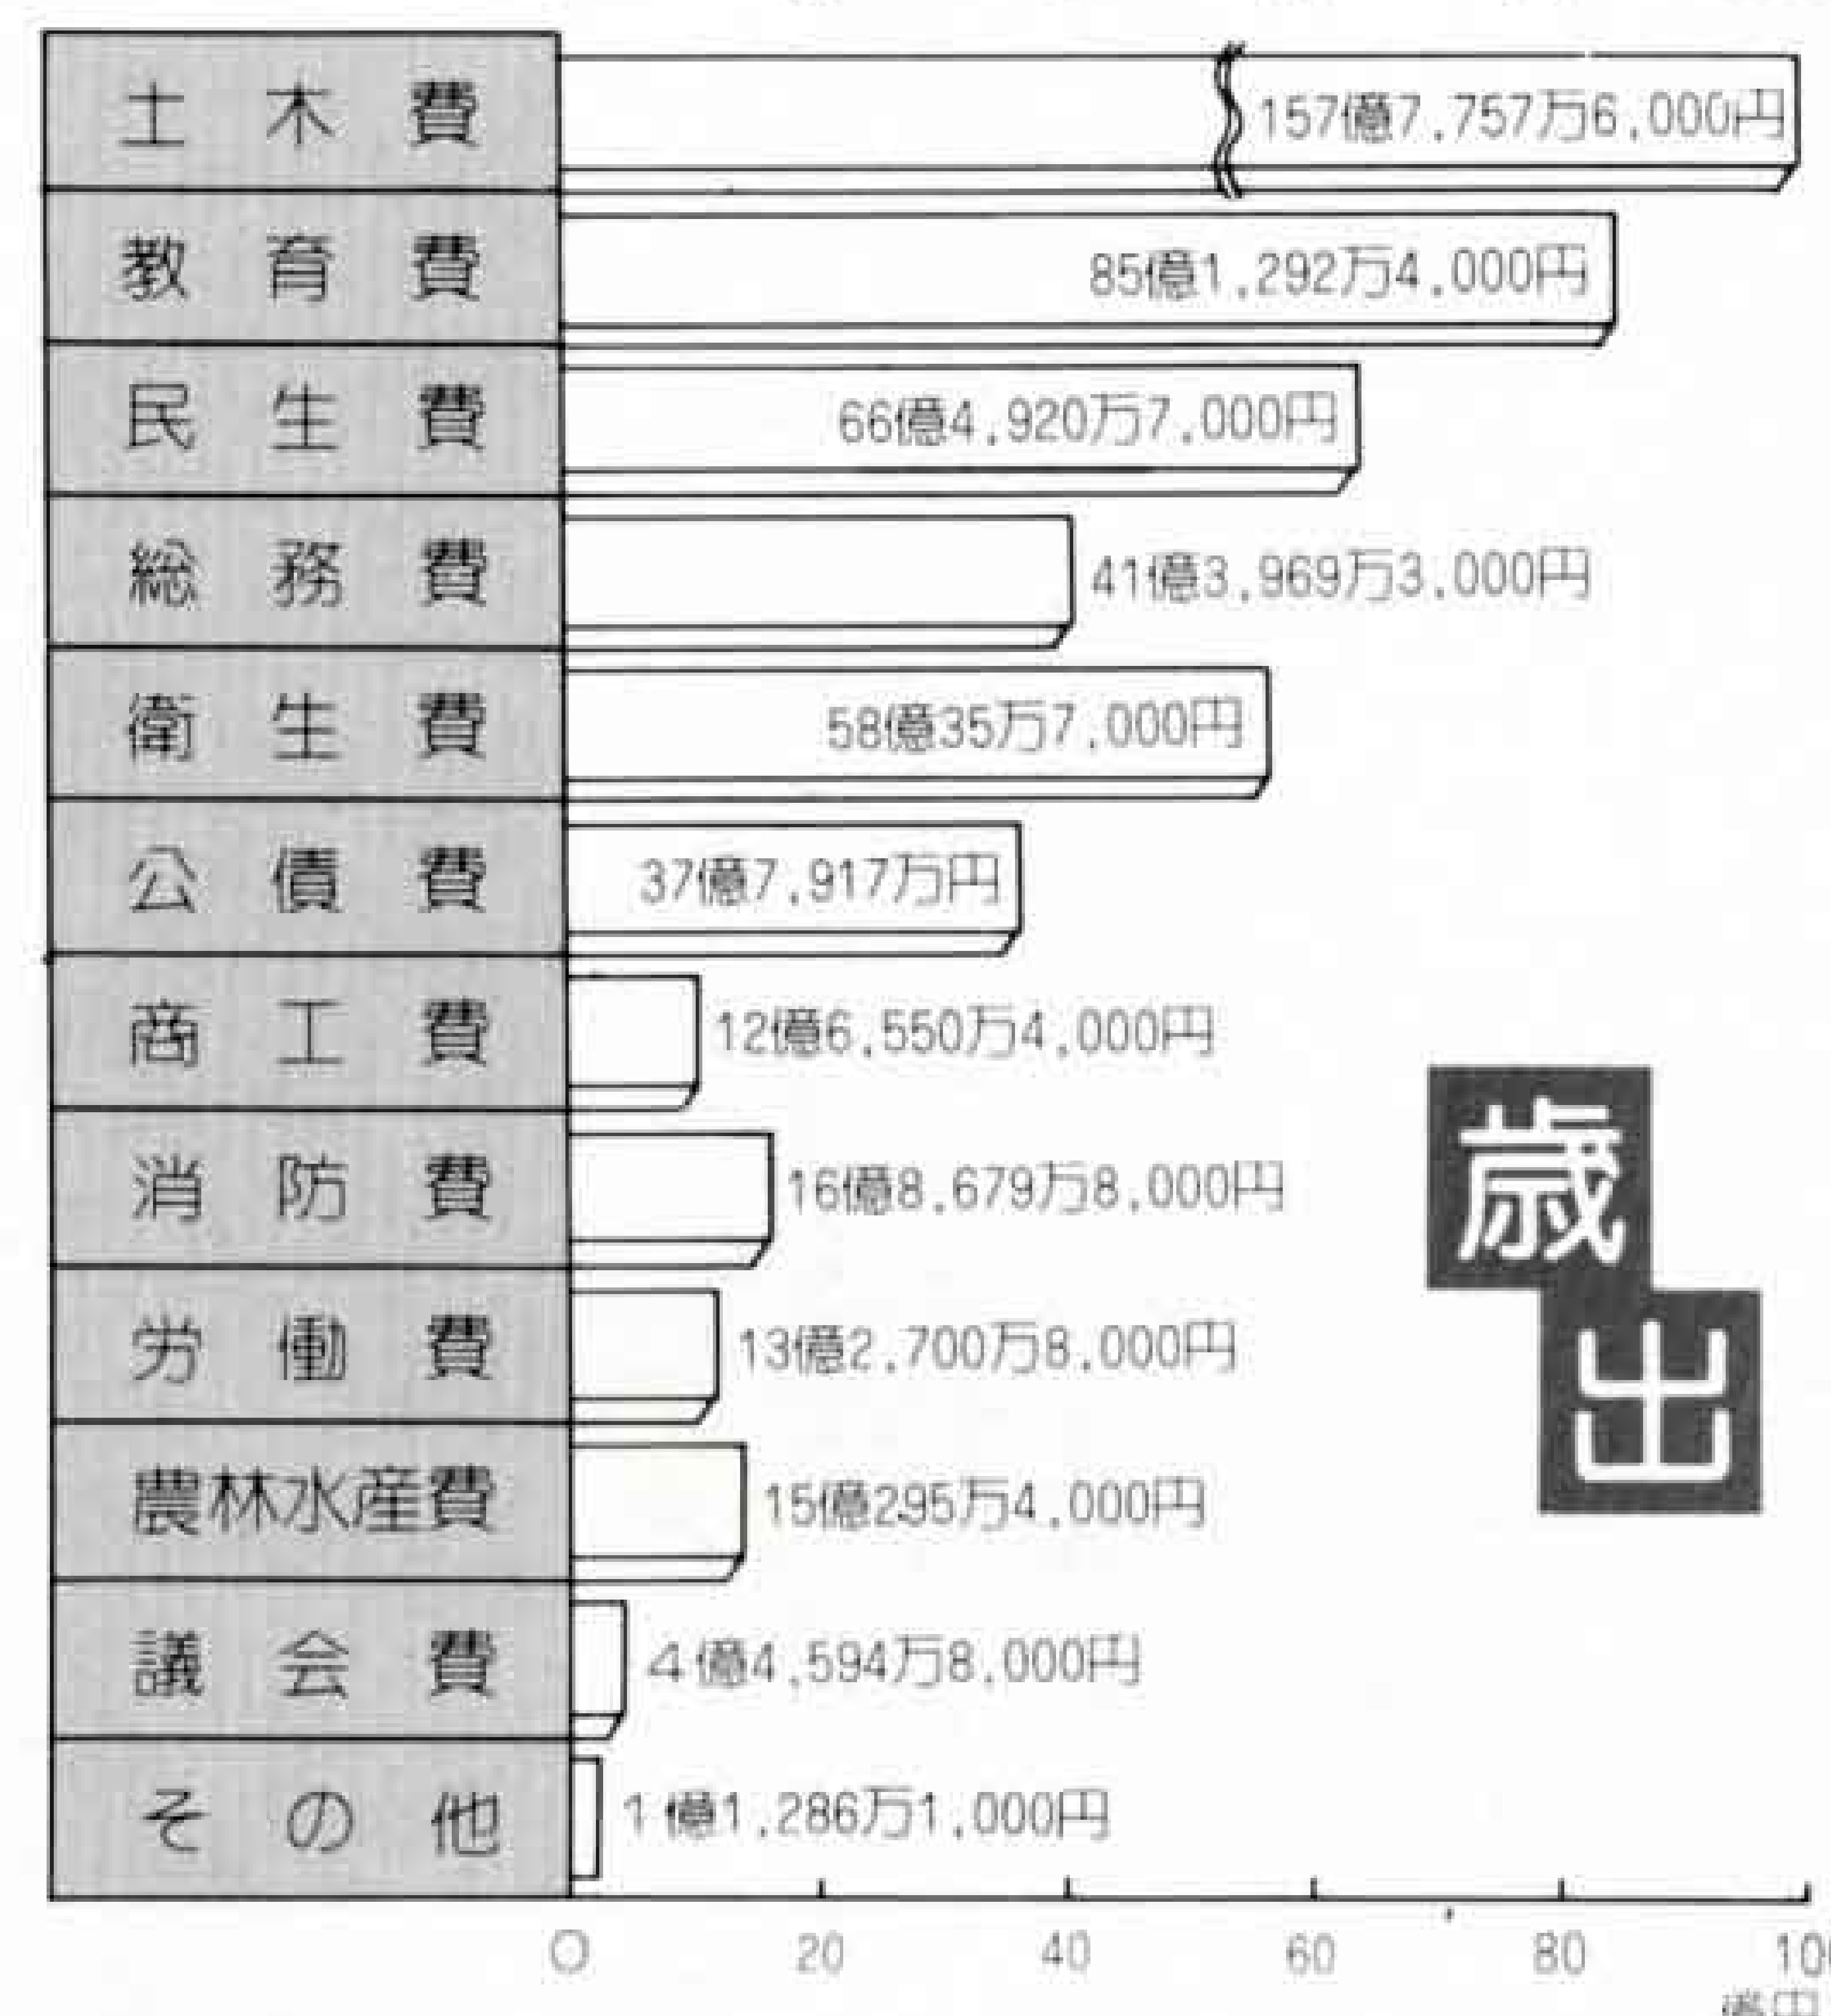 土木費 157億7,757万6,000円
教育費 85億1,292万4,000円
民生費 66億4,920万7,000円
総務費 41億3,969万3,000円
衛生費 58億35万7,000円
公債費 37億7,917万円
商工費 12億6,550万4,000円
消防費 16億8,679万8,000円
労働費 13億2,700万8,000円
農林水産費 15億295万4,000円
議会費 4億4,594万8,000円
その他 1億1,286万1,000円
歳出
0 20 40 60 80 100
億円